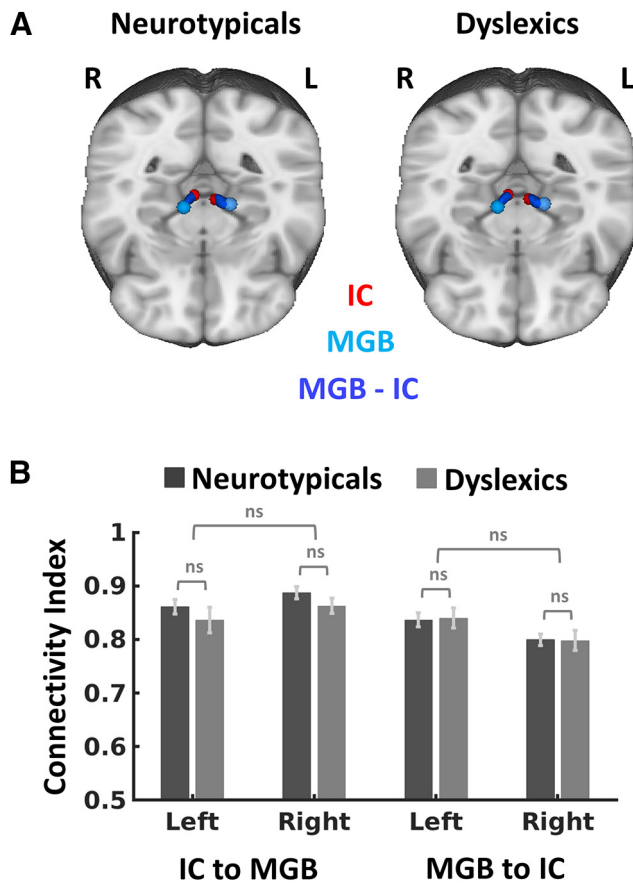 A
Neurotypicals Dyslexics
R L R L
IC
MGB
MGB - IC
B
Neurotypicals Dyslexics
Connectivity Index
1
0.9
0.8
0.7
0.6
0.5
ns ns
ns ns ns ns
Left Right Left Right
IC to MGB MGB to IC